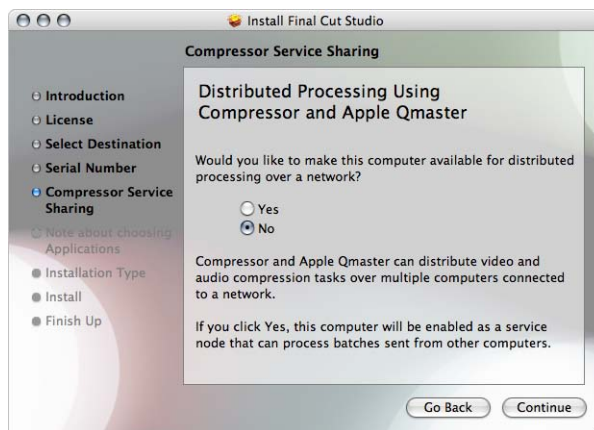 Install Final Cut Studio
Compressor Service Sharing
Introduction
License
Select Destination
Serial Number
Compressor Service
Sharing
Note about choosing
Applications
Installation Type
Install
Finish Up
Distributed Processing Using
Compressor and Apple Qmaster
Would you like to make this computer available for distributed
processing over a network?
Yes
No
Compressor and Apple Qmaster can distribute video and
audio compression tasks over multiple computers connected
to a network.
If you click Yes, this computer will be enabled as a service
node that can process batches sent from other computers.
Go Back
Continue